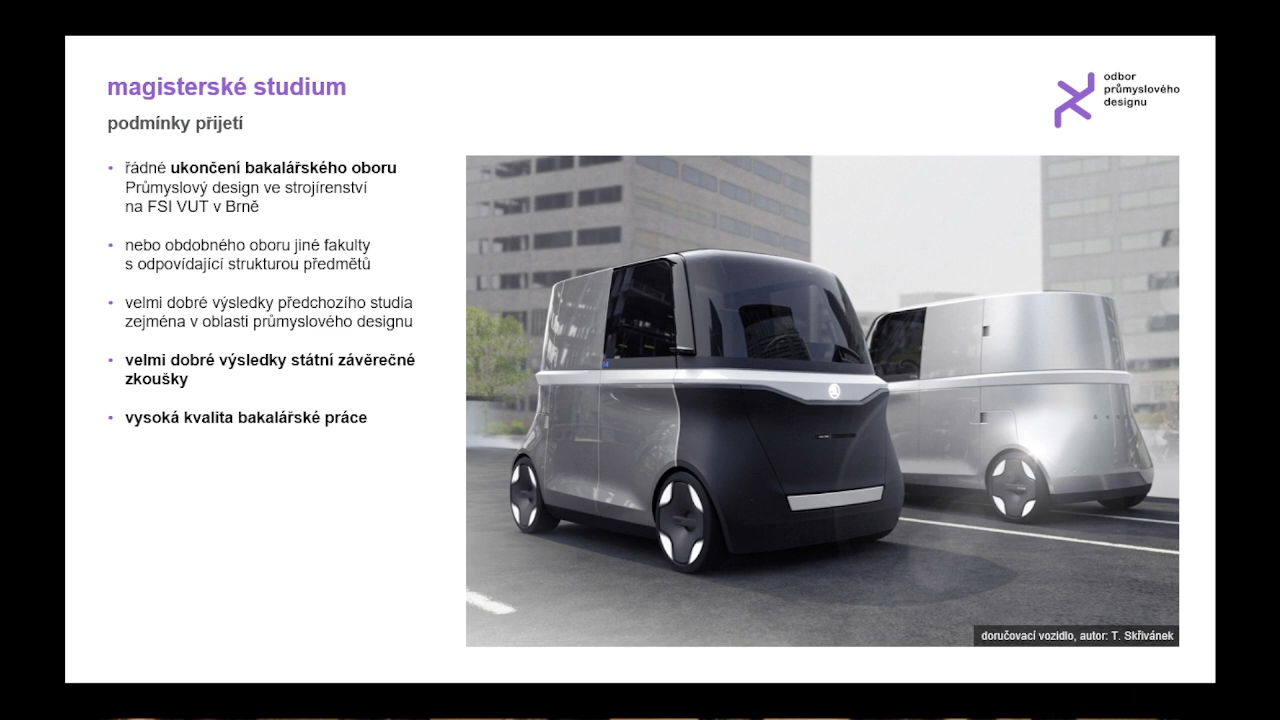 magisterské studium
podmínky přijetí
odbor
průmyslového
designu
• řádné ukončení bakalářského oboru
Průmyslový design ve strojírenství
na FSI VUT v Brně
• nebo obdobného oboru jiné fakulty
s odpovídající strukturou předmětů
• velmi dobré výsledky předchozího studia
zejména v oblasti průmyslového designu
• velmi dobré výsledky státní závěrečné
zkoušky
• vysoká kvalita bakalářské práce
doručovací vozidlo, autor: T. Skřivánek